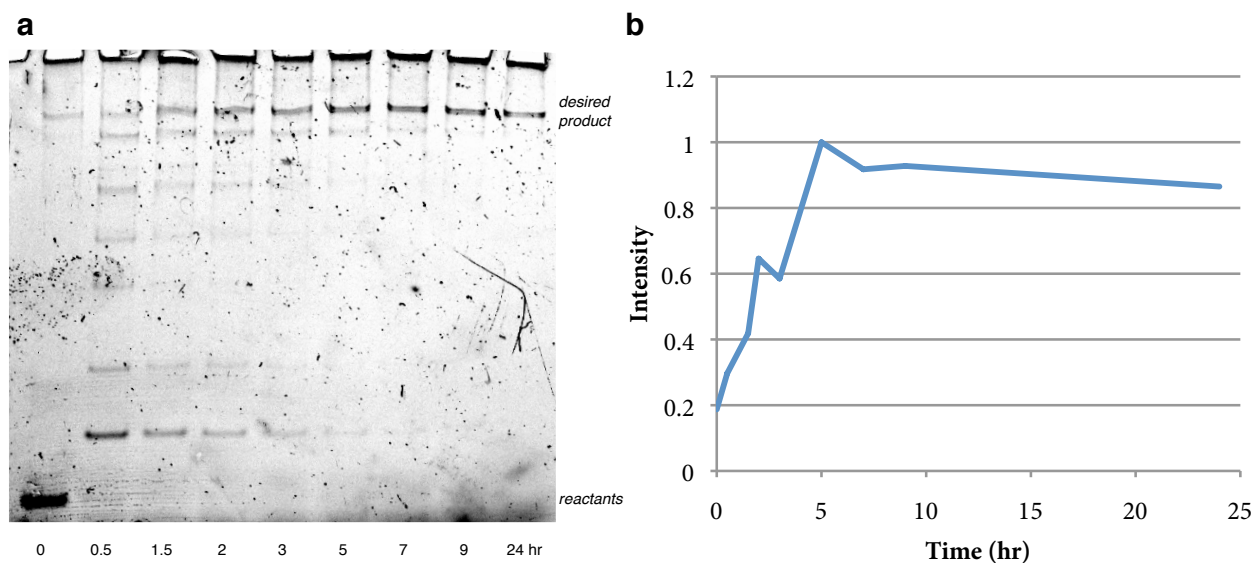 a
desired
product
reactants
0 0.5 1.5 2 3 5 7 9 24 hr
b
1.2
1
0.8
0.6
0.4
0.2
0
Intensity
0 5 10 15 20 25
Time (hr)